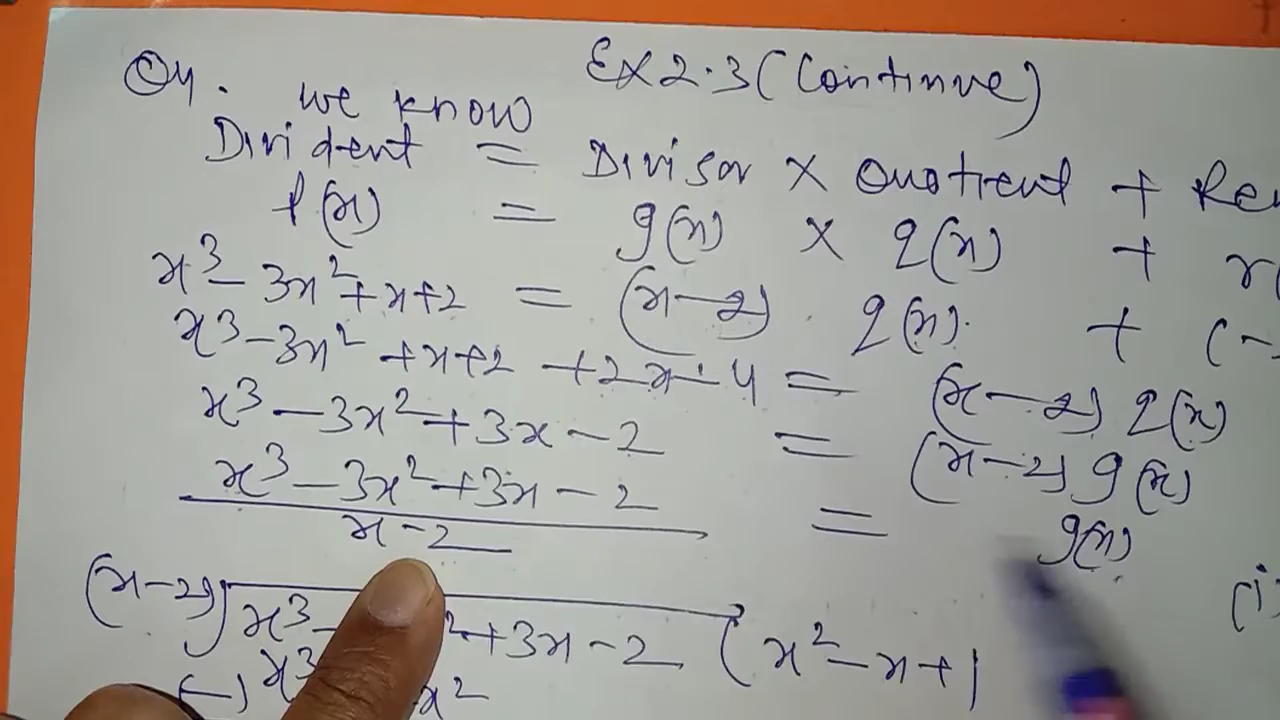 Ex 2.3 (Continue)
Q4. we know
Divident = Divisor × Quotient + Re
f(x) = g(x) × q(x) + r(
x³ - 3x² + x + 2 = (x - 2) . q(x). + (-
x³ - 3x² + x + 2 + 2x - 4 = (x - 2) q(x)
x³ - 3x² + 3x - 2 = (x - 2) g(x)
x³ - 3x² + 3x - 2 / x - 2 = g(x)
(x - 2) ) x³ - ² + 3x - 2 ( x² - x + 1
(-) x³ x²
(i